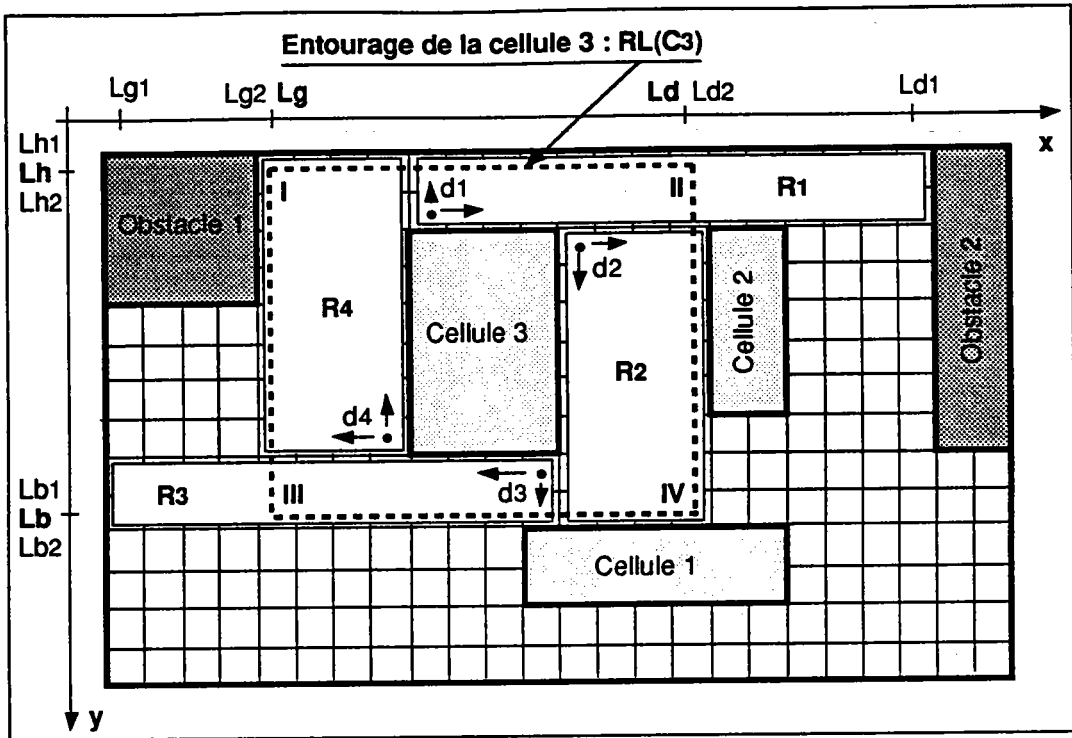 Entourage de la cellule 3 : RL(C3)
Lg1
Lg2 Lg
Ld Ld2
Ld1
x
Lh1
Lh
Lh2
I
d1
II
R1
Obstacle 1
d2
Obstacle 2
Cellule 2
R4
Cellule 3
R2
d4
R3
III
d3
IV
Lb1
Lb
Lb2
Cellule 1
y